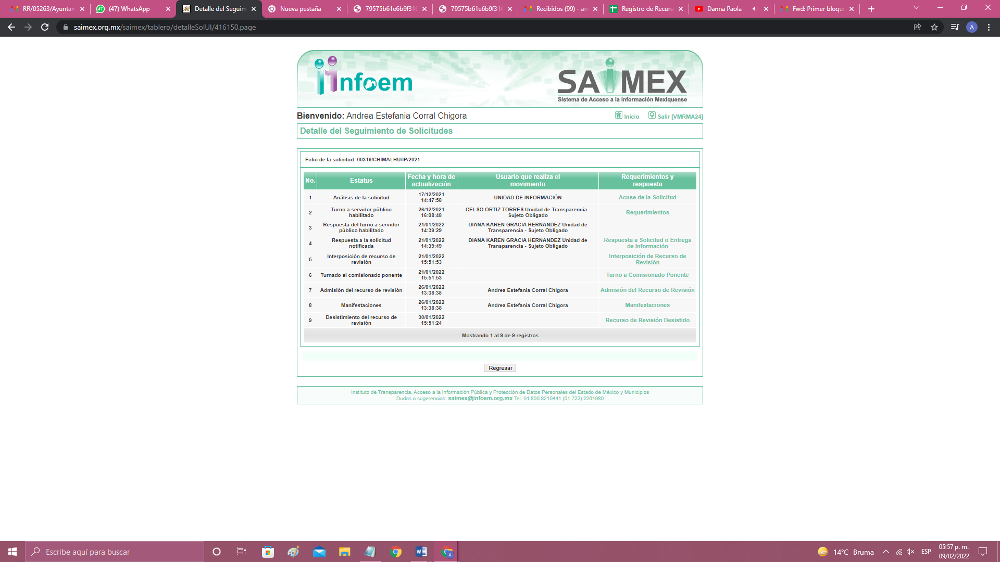 RR/05263/Ayuntam
(47) WhatsApp
Detalle del Seguim
Nueva pestaña
79575b61e6b9f316
79575b61e6b9f316
Recibidos (99) - an
Registro de Recurs
Danna Paola -
Fwd: Primer bloqu
saimex.org.mx/saimex/tablero/detalleSolUI/416150.page
A
infoem
SAIMEX
Sistema de Acceso a la Información Mexiquense
Bienvenido: Andrea Estefania Corral Chigora
Inicio
Salir [VMRMA24]
Detalle del Seguimiento de Solicitudes
Folio de la solicitud: 00319/CHIMALHU/IP/2021
No.
Estatus
Fecha y hora de
actualización
Usuario que realiza el
movimiento
Requerimientos y
respuesta
1
Análisis de la solicitud
17/12/2021
14:47:58
UNIDAD DE INFORMACIÓN
Acuse de la Solicitud
2
Turno a servidor público
habilitado
26/12/2021
16:08:48
CELSO ORTIZ TORRES Unidad de Transparencia -
Sujeto Obligado
Requerimientos
3
Respuesta del turno a servidor
público habilitado
21/01/2022
14:39:29
DIANA KAREN GRACIA HERNANDEZ Unidad de
Transparencia - Sujeto Obligado
4
Respuesta a la solicitud
notificada
21/01/2022
14:39:49
DIANA KAREN GRACIA HERNANDEZ Unidad de
Transparencia - Sujeto Obligado
Respuesta a Solicitud o Entrega
de Información
5
Interposición de recurso de
revisión
21/01/2022
15:51:53
Interposición de Recurso de
Revisión
6
Turnado al comisionado ponente
21/01/2022
15:51:53
Turno a Comisionado Ponente
7
Admisión del recurso de revisión
26/01/2022
13:38:38
Andrea Estefania Corral Chigora
Admisión del Recurso de Revisión
8
Manifestaciones
26/01/2022
13:38:38
Andrea Estefania Corral Chigora
Manifestaciones
9
Desistimiento del recurso de
revisión
30/01/2022
15:51:24
Recurso de Revisión Desistido
Mostrando 1 al 9 de 9 registros
Regresar
Instituto de Transparencia, Acceso a la Información Pública y Protección de Datos Personales del Estado de México y Municipios
Dudas o sugerencias: saimex@infoem.org.mx Tel. 01 800 8210441 (01 722) 2261980
Escribe aquí para buscar
14°C Bruma
ESP
05:57 p. m.
09/02/2022